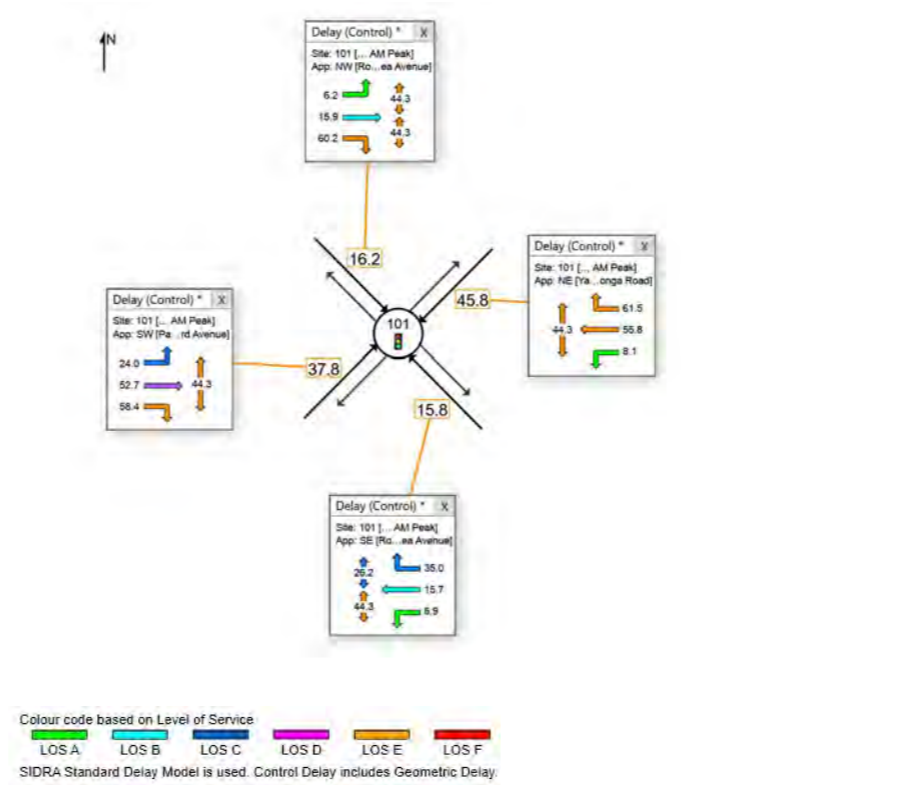 N
Delay (Control) * X
Site: 101 [... AM Peak]
App: NW [Ro...ea Avenue]
6.2
44.3
15.9
44.3
60.2
16.2
Delay (Control) * X
Site: 101 [... AM Peak]
App: NE [Ya...onga Road]
61.5
44.3
55.8
8.1
45.8
101
Delay (Control) * X
Site: 101 [... AM Peak]
App: SW [Pa...rd Avenue]
24.0
52.7
44.3
58.4
37.8
15.8
Delay (Control) * X
Site: 101 [... AM Peak]
App: SE [Ro...ea Avenue]
26.2
35.0
15.7
44.3
6.9
Colour code based on Level of Service
LOS A LOS B LOS C LOS D LOS E LOS F
SIDRA Standard Delay Model is used. Control Delay includes Geometric Delay.